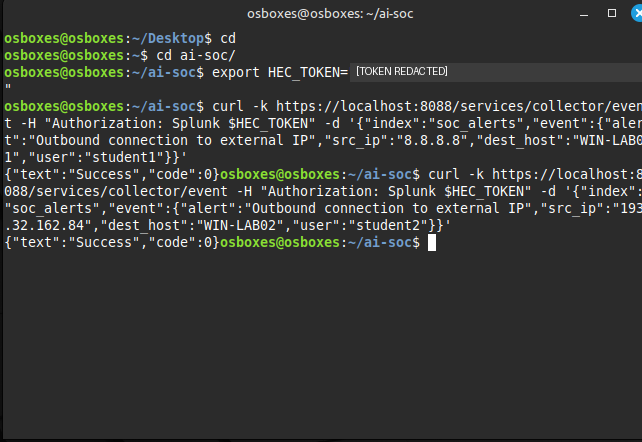 osboxes@osboxes: ~/ai-soc
osboxes@osboxes:~/Desktop$ cd
osboxes@osboxes:~$ cd ai-soc/
osboxes@osboxes:~/ai-soc$ export HEC_TOKEN= [TOKEN REDACTED]
"
osboxes@osboxes:~/ai-soc$ curl -k https://localhost:8088/services/collector/even
t -H "Authorization: Splunk $HEC_TOKEN" -d '{"index":"soc_alerts","event":{"aler
t":"Outbound connection to external IP","src_ip":"8.8.8.8","dest_host":"WIN-LAB0
1","user":"student1"}}'
{"text":"Success","code":0}osboxes@osboxes:~/ai-soc$ curl -k https://localhost:8
088/services/collector/event -H "Authorization: Splunk $HEC_TOKEN" -d '{"index":
"soc_alerts","event":{"alert":"Outbound connection to external IP","src_ip":"193
.32.162.84","dest_host":"WIN-LAB02","user":"student2"}}'
{"text":"Success","code":0}osboxes@osboxes:~/ai-soc$